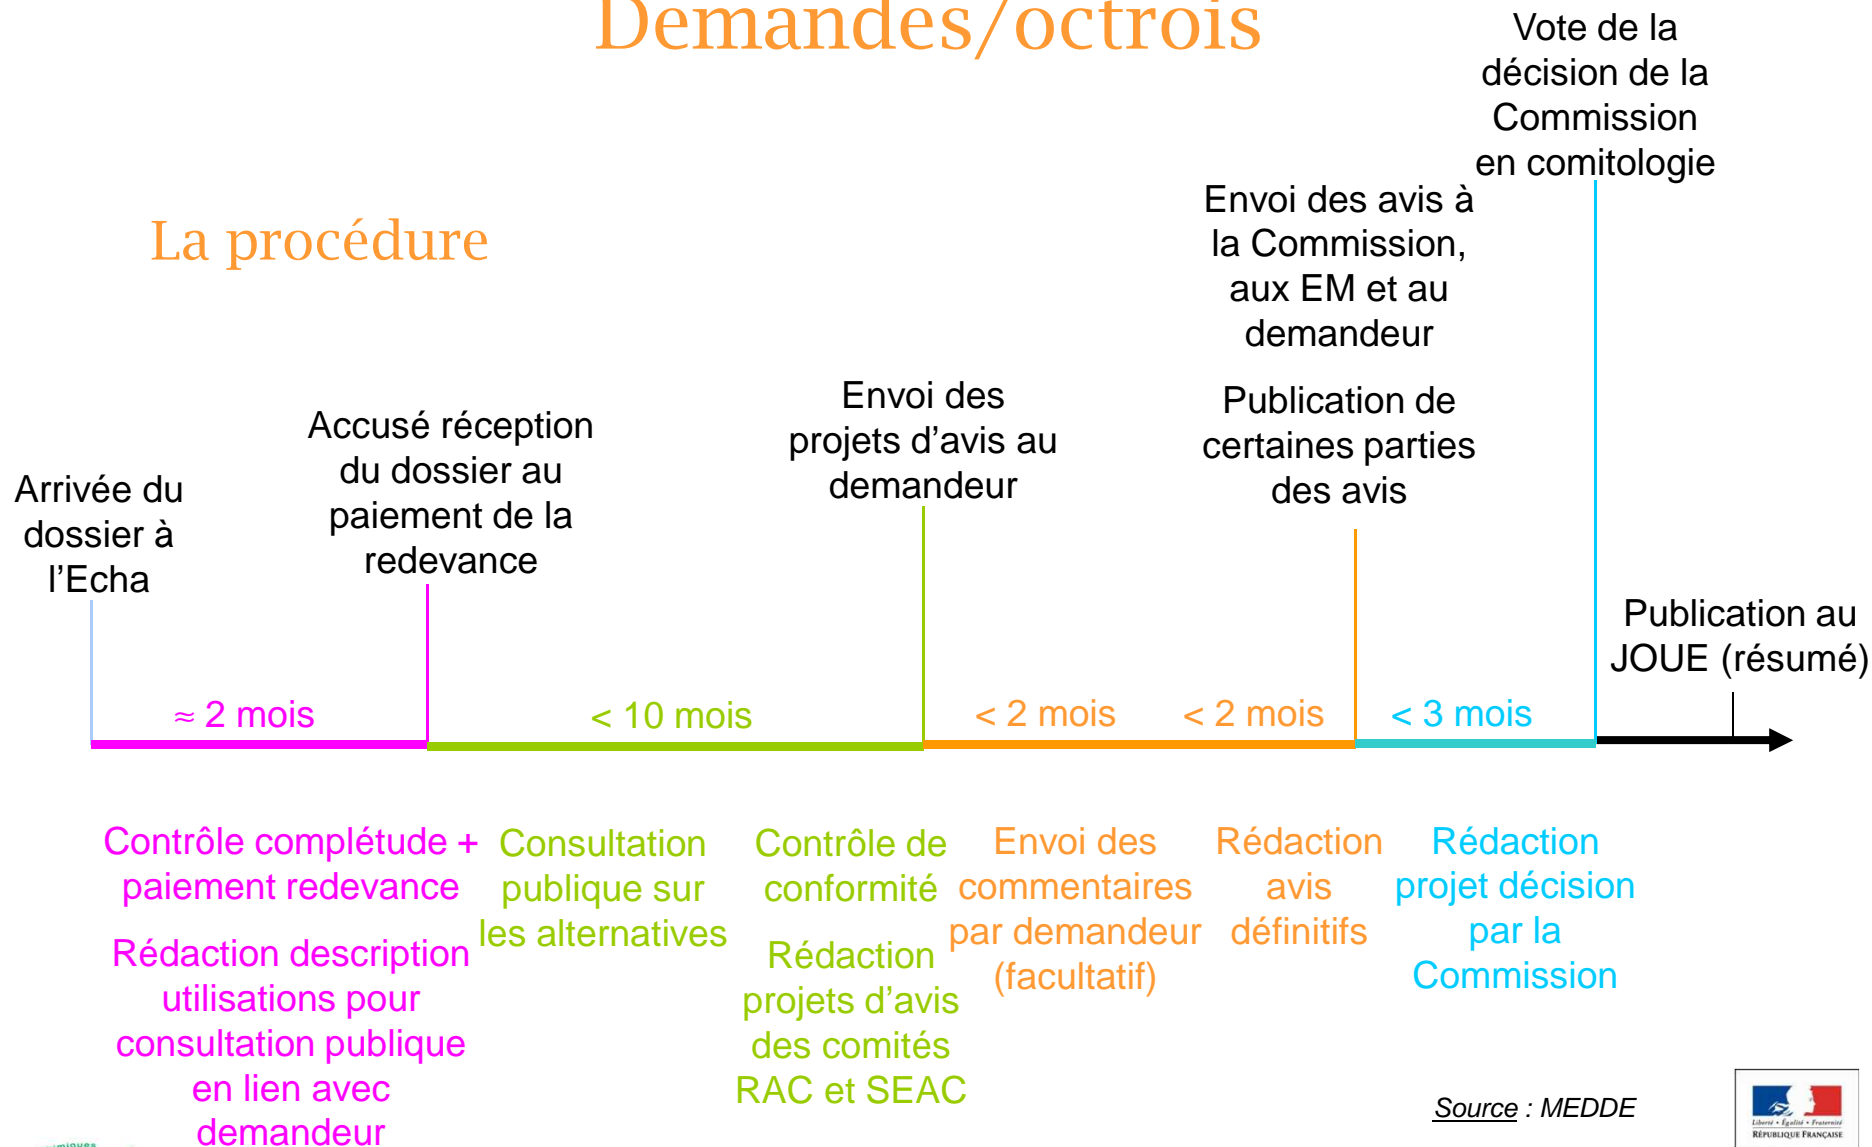 Demandes/octrois
La procédure
Arrivée du
dossier à
l’Echa
Accusé réception
du dossier au
paiement de la
redevance
Envoi des
projets d’avis au
demandeur
Envoi des avis à
la Commission,
aux EM et au
demandeur
Publication de
certaines parties
des avis
Vote de la
décision de la
Commission
en comitologie
Publication au
JOUE (résumé)
≈ 2 mois
< 10 mois
< 2 mois
< 2 mois
< 3 mois
Contrôle complétude +
paiement redevance
Rédaction description
utilisations pour
consultation publique
en lien avec
demandeur
Consultation
publique sur
les alternatives
Contrôle de
conformité
Rédaction
projets d’avis
des comités
RAC et SEAC
Envoi des
commentaires
par demandeur
(facultatif)
Rédaction
avis
définitifs
Rédaction
projet décision
par la
Commission
Source : MEDDE
Liberté • Égalité • Fraternité
RÉPUBLIQUE FRANÇAISE